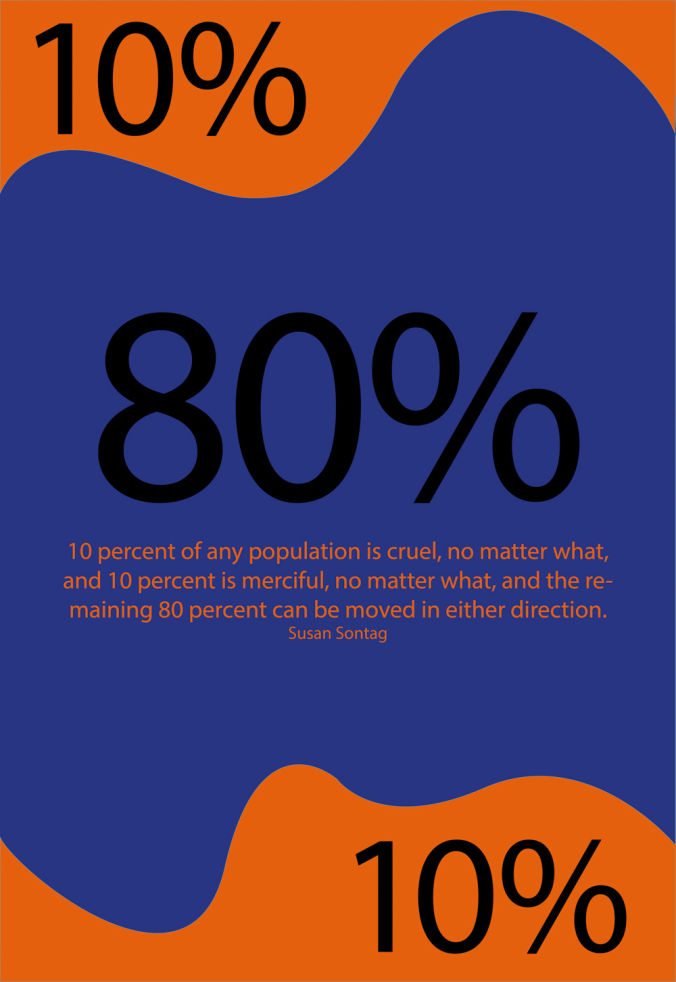 10%
80%
10 percent of any population is cruel, no matter what,
and 10 percent is merciful, no matter what, and the re-
maining 80 percent can be moved in either direction.
Susan Sontag
10%